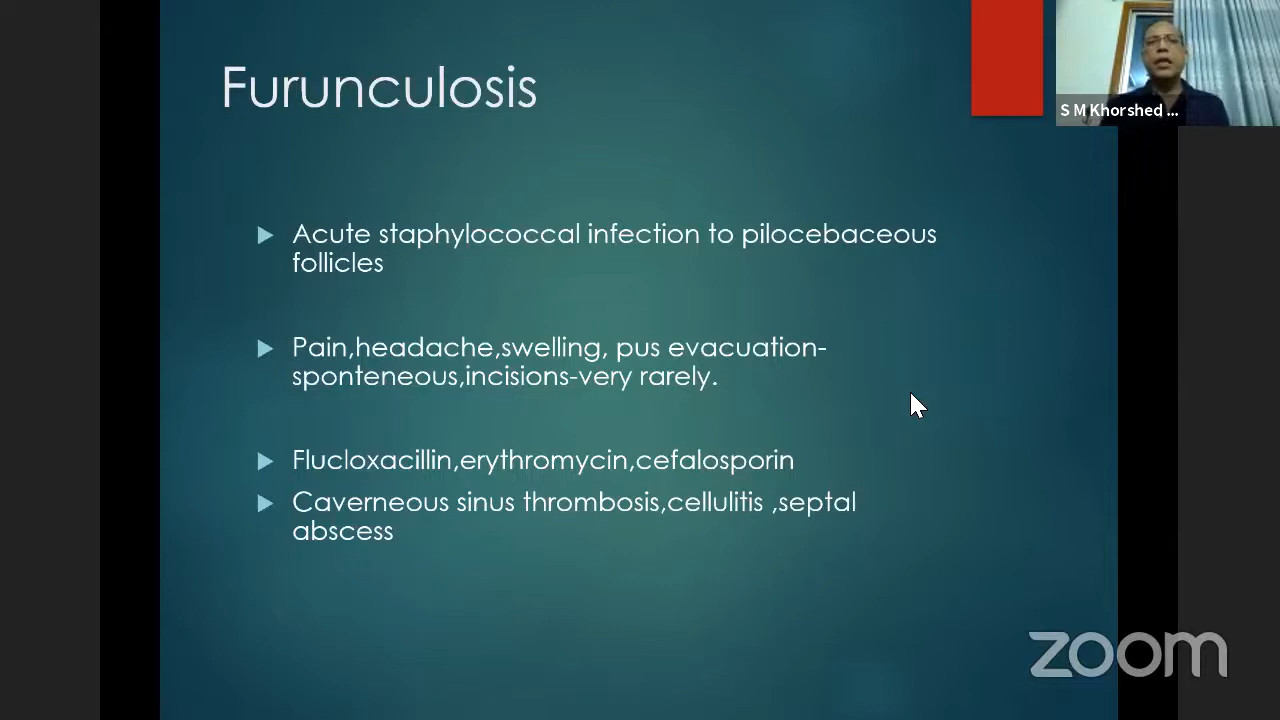 Furunculosis
S M Khorshed ...
Acute staphylococcal infection to pilocebaceous
follicles
Pain,headache,swelling, pus evacuation-
sponteneous,incisions-very rarely.
Flucloxacillin,erythromycin,cefalosporin
Caverneous sinus thrombosis,cellulitis ,septal
abscess
zoom